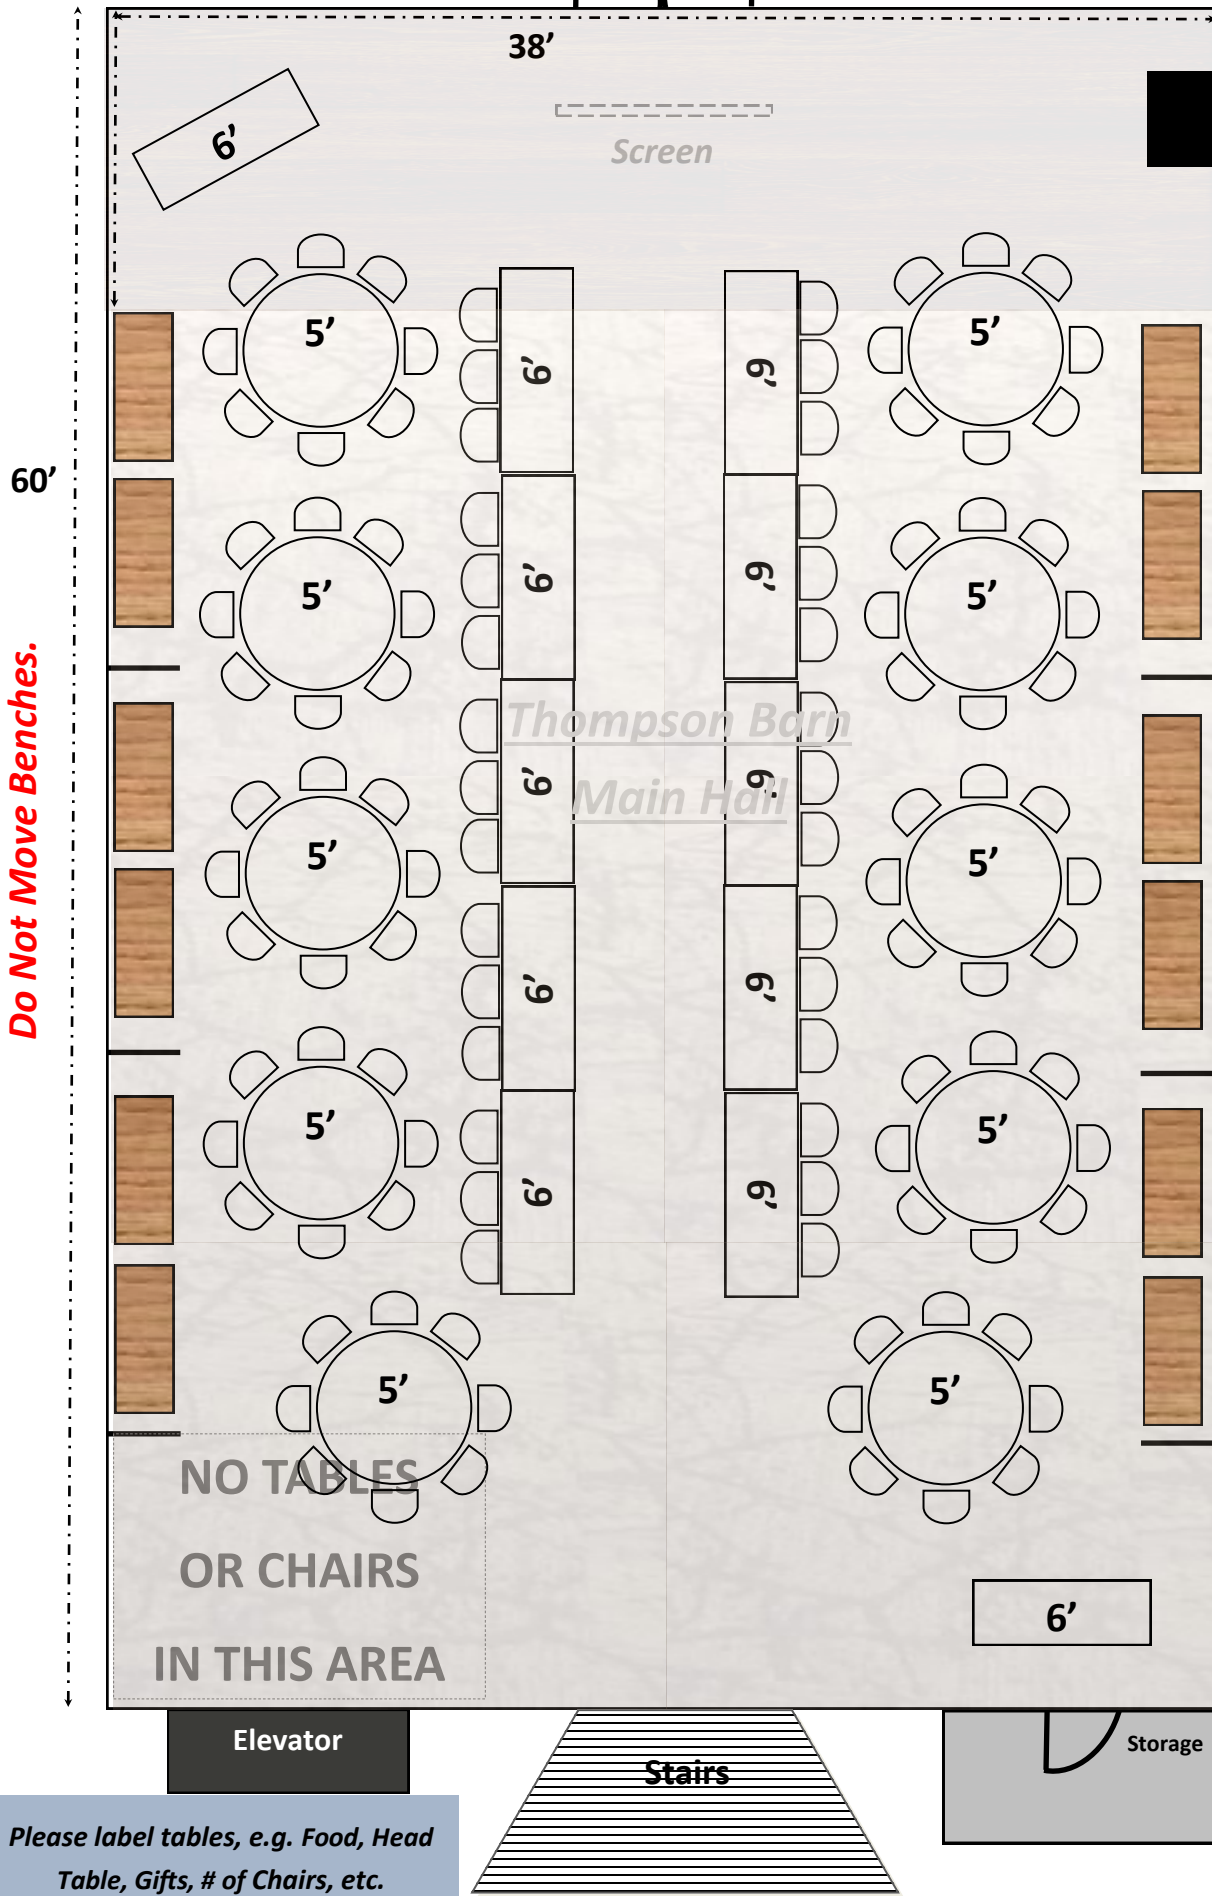 38’
6’
Screen
5’
5’
6’
6’
60’
5’
5’
6’
6’
Do Not Move Benches.
Thompson Barn
Main Hall
6’
6’
5’
5’
6’
6’
5’
5’
6’
6’
5’
5’
NO TABLES
OR CHAIRS
IN THIS AREA
6’
Elevator
Stairs
Storage
Please label tables, e.g. Food, Head
Table, Gifts, # of Chairs, etc.